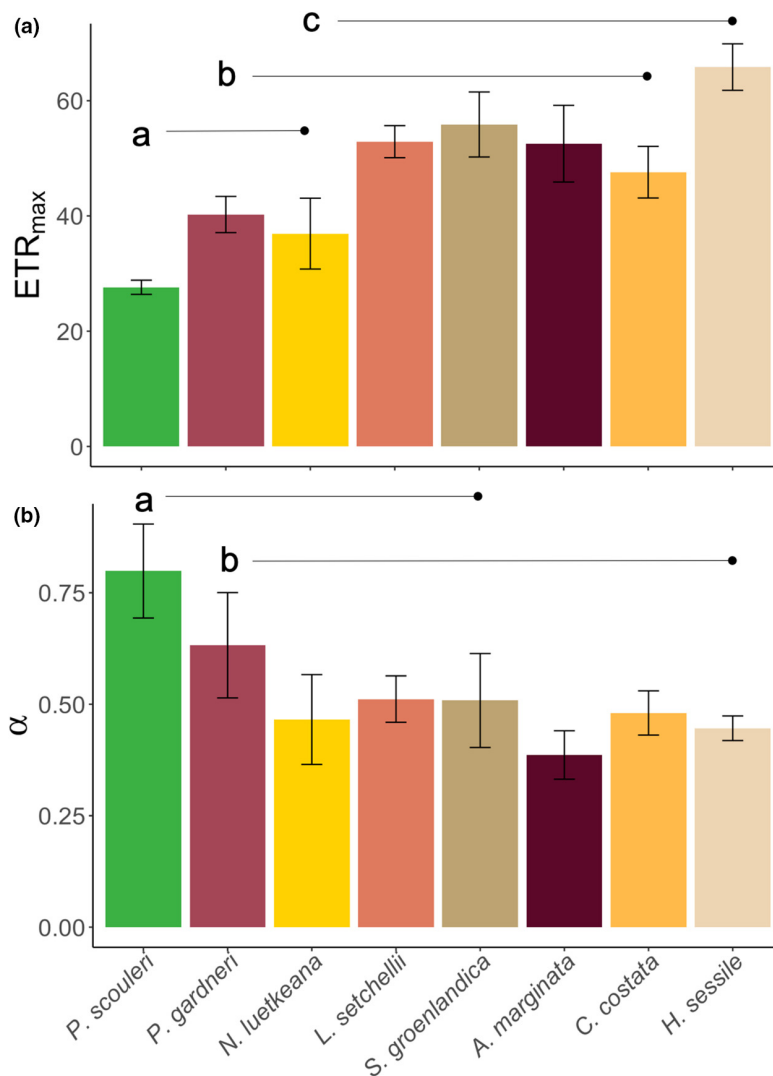 (a)
c
b
a
60
40
20
0
ETRmax
(b)
a
b
0.75
0.50
0.25
0.00
α
P. scouleri
P. gardneri
N. luetkeana
L. setchellii
S. groenlandica
A. marginata
C. costata
H. sessile